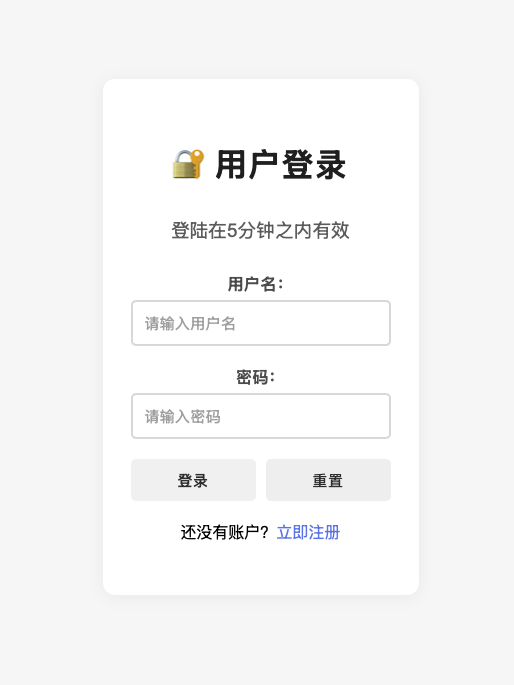 🔐 用户登录
登陆在5分钟之内有效
用户名：
请输入用户名
密码：
请输入密码
登录 重置
还没有账户？ 立即注册